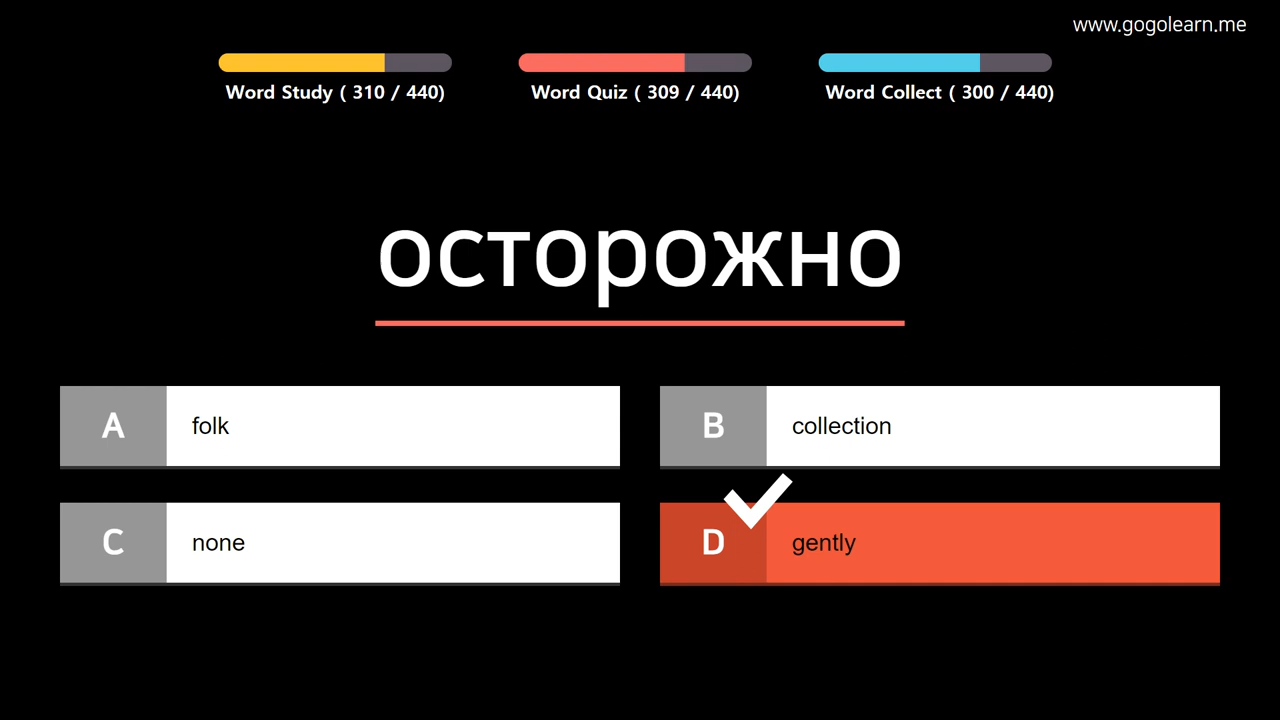 www.gogolearn.me
Word Study ( 310 / 440)
Word Quiz ( 309 / 440)
Word Collect ( 300 / 440)
осторожно
A folk
B collection
C none
D gently